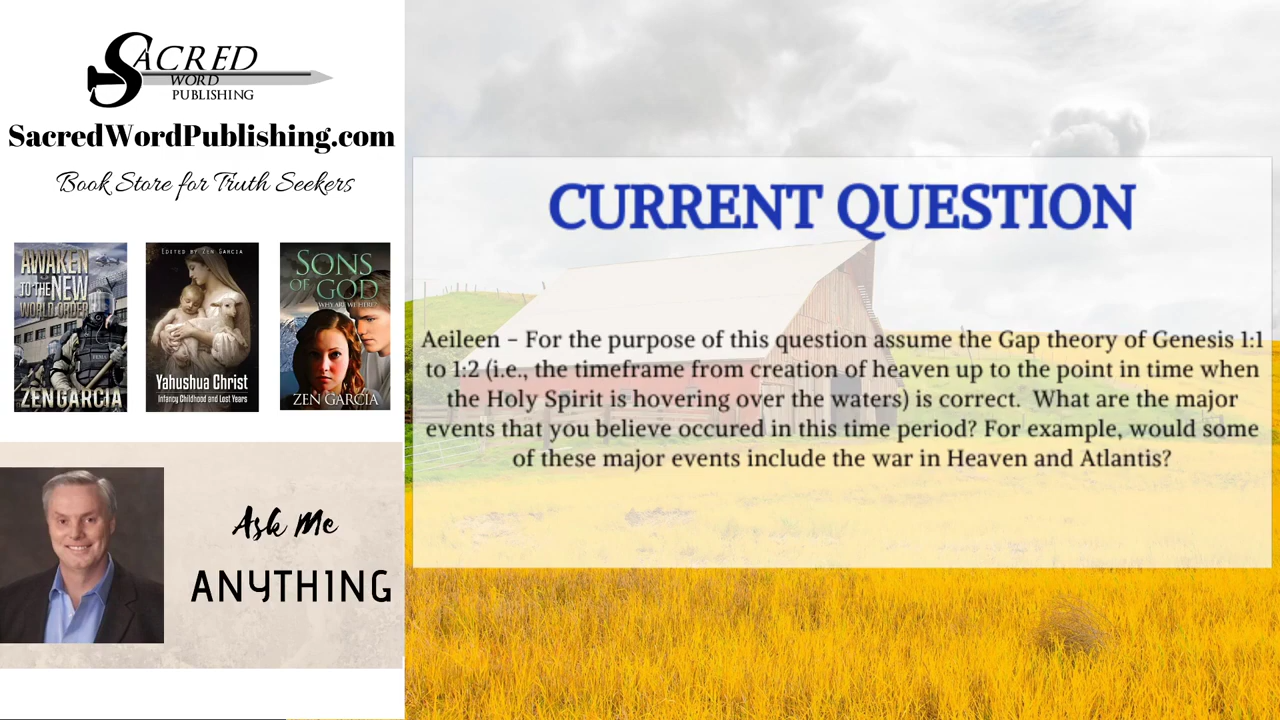 SACRED
WORD
PUBLISHING
SacredWordPublishing.com
Book Store for Truth Seekers
AWAKEN
TO THE NEW
WORLD ORDER
ZEN GARCIA
EDITED BY ZEN GARCIA
Yahushua Christ
Infancy Childhood and Lost Years
SONS
OF GOD
WHY ARE WE HERE?
ZEN GARCIA
Ask Me
ANYTHING
CURRENT QUESTION
Aeileen – For the purpose of this question assume the Gap theory of Genesis 1:1
to 1:2 (i.e., the timeframe from creation of heaven up to the point in time when
the Holy Spirit is hovering over the waters) is correct. What are the major
events that you believe occured in this time period? For example, would some
of these major events include the war in Heaven and Atlantis?